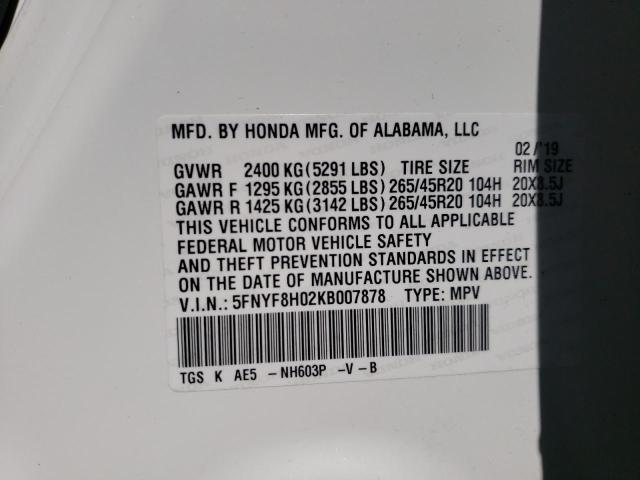 MFD. BY HONDA MFG. OF ALABAMA, LLC
02/'19
GVWR 2400 KG(5291 LBS) TIRE SIZE RIM SIZE
GAWR F 1295 KG(2855 LBS)265/45R20 104H 20X8.5J
GAWR R 1425 KG(3142 LBS)265/45R20 104H 20X8.5J
THIS VEHICLE CONFORMS TO ALL APPLICABLE
FEDERAL MOTOR VEHICLE SAFETY
AND THEFT PREVENTION STANDARDS IN EFFECT
ON THE DATE OF MANUFACTURE SHOWN ABOVE.
V.I.N.: 5FNYF8H02KB007878 TYPE: MPV
TGS K AE5 -NH603P -V-B